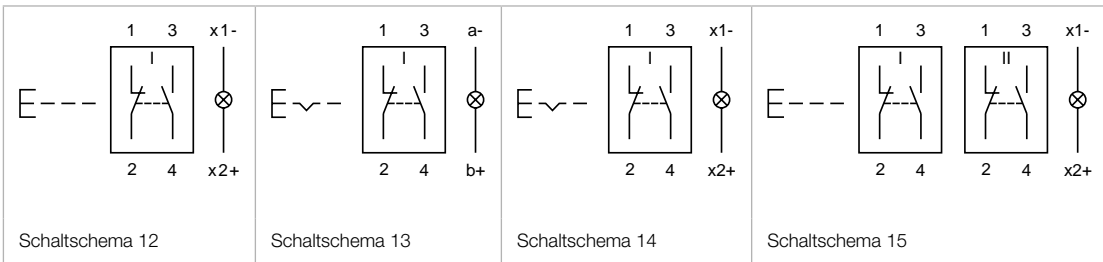 1 3 x1-
I
2 4 x2+
Schaltschema 12
1 3 a-
I
2 4 b+
Schaltschema 13
1 3 x1-
I
2 4 x2+
Schaltschema 14
1 3 1 3 x1-
I II
2 4 2 4 x2+
Schaltschema 15